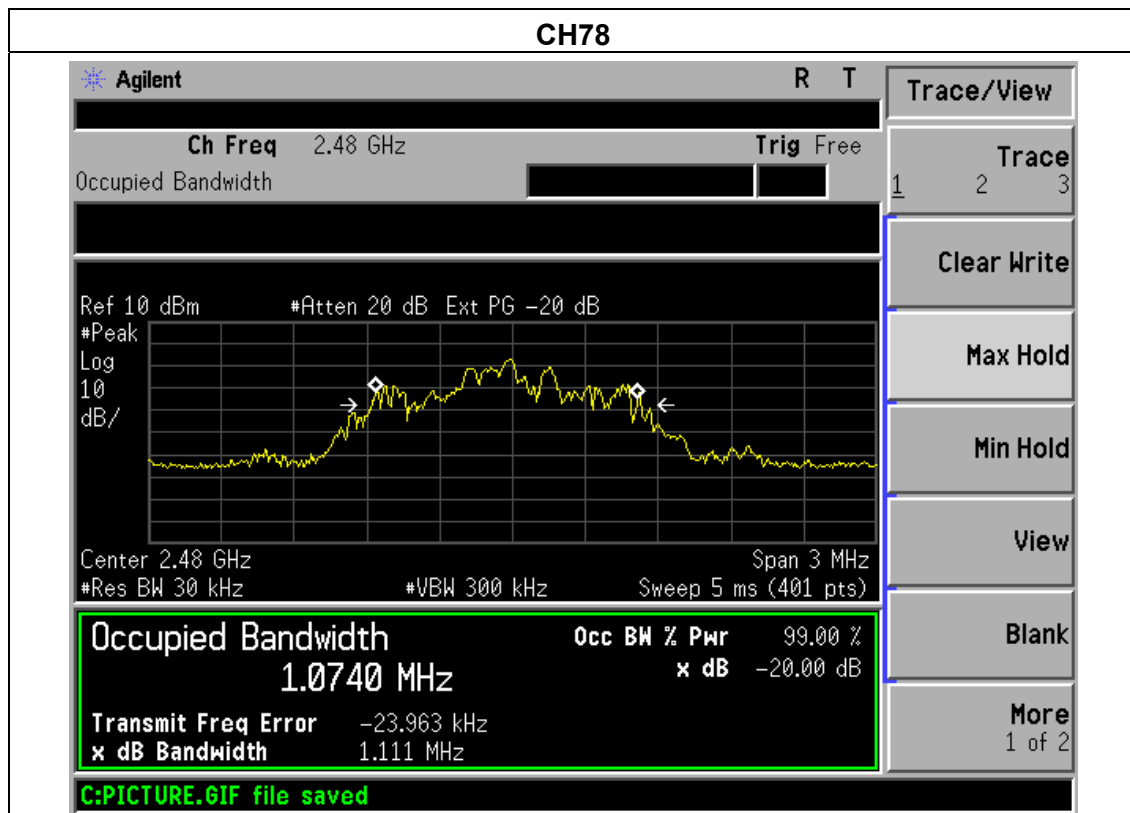 CH78
Agilent R T
Trace/View
Ch Freq 2.48 GHz Trig Free
Occupied Bandwidth
Trace
1 2 3
Clear Write
Ref 10 dBm #Atten 20 dB Ext PG −20 dB
#Peak
Log
10
dB/
Max Hold
Min Hold
View
Center 2.48 GHz Span 3 MHz
#Res BW 30 kHz #VBW 300 kHz Sweep 5 ms (401 pts)
Occupied Bandwidth Occ BW % Pwr 99.00 %
1.0740 MHz x dB −20.00 dB
Blank
Transmit Freq Error −23.963 kHz
x dB Bandwidth 1.111 MHz
More
1 of 2
C:PICTURE.GIF file saved